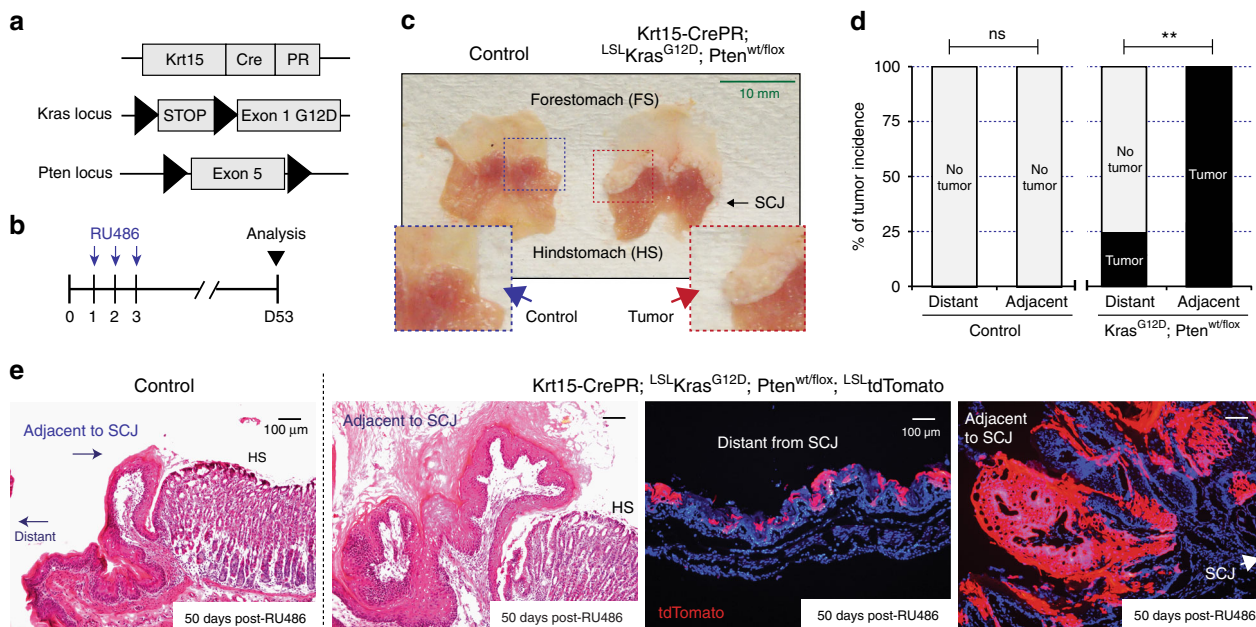 a
Krt15 Cre PR
Kras locus STOP Exon 1 G12D
Pten locus Exon 5
b
RU486 Analysis
0 1 2 3 D53
c
Control
Krt15-CrePR;
LSLKrasG12D; Ptenwt/flox
10 mm
Forestomach (FS)
SCJ
Hindstomach (HS)
Control
Tumor
d
ns
**
% of tumor incidence
100
75
50
25
0
No tumor
No tumor
No tumor
Tumor
Tumor
Distant Adjacent Distant Adjacent
Control KrasG12D; Ptenwt/flox
e
Control
Krt15-CrePR; LSLKrasG12D; Ptenwt/flox; LSLtdTomato
Adjacent to SCJ
100 µm
HS
Distant
50 days post-RU486
Adjacent to SCJ
HS
50 days post-RU486
100 µm
Distant from SCJ
tdTomato
50 days post-RU486
Adjacent
to SCJ
SCJ
50 days post-RU486